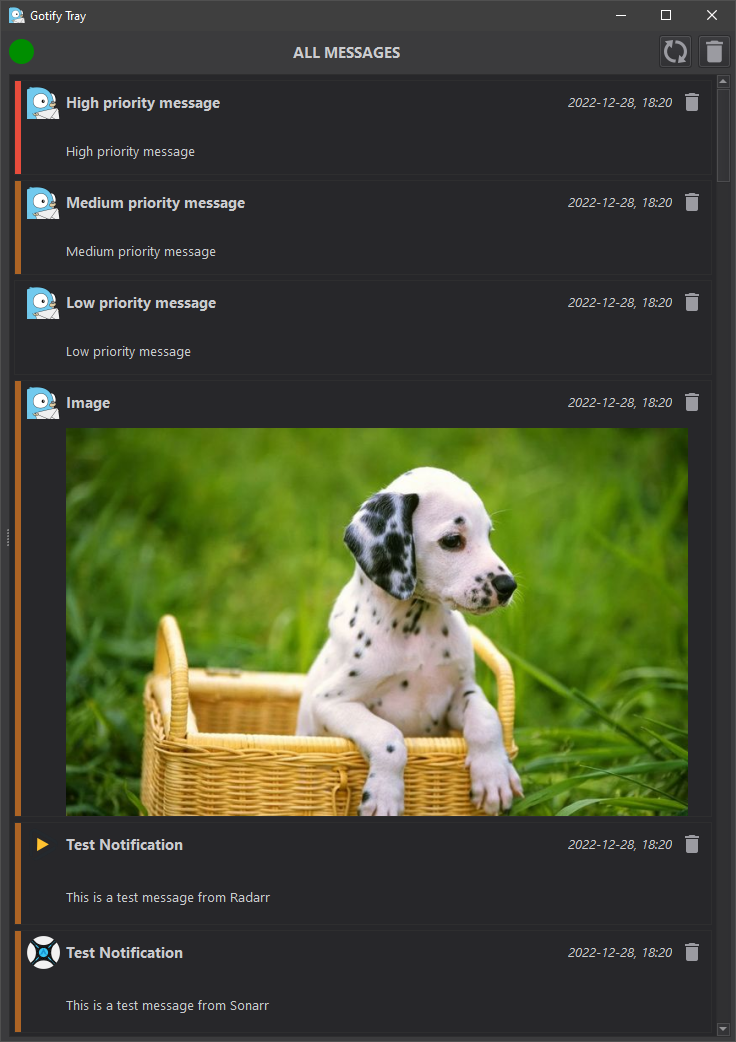 Gotify Tray
ALL MESSAGES
High priority message 2022-12-28, 18:20
High priority message
Medium priority message 2022-12-28, 18:20
Medium priority message
Low priority message 2022-12-28, 18:20
Low priority message
Image 2022-12-28, 18:20
Test Notification 2022-12-28, 18:20
This is a test message from Radarr
Test Notification 2022-12-28, 18:20
This is a test message from Sonarr